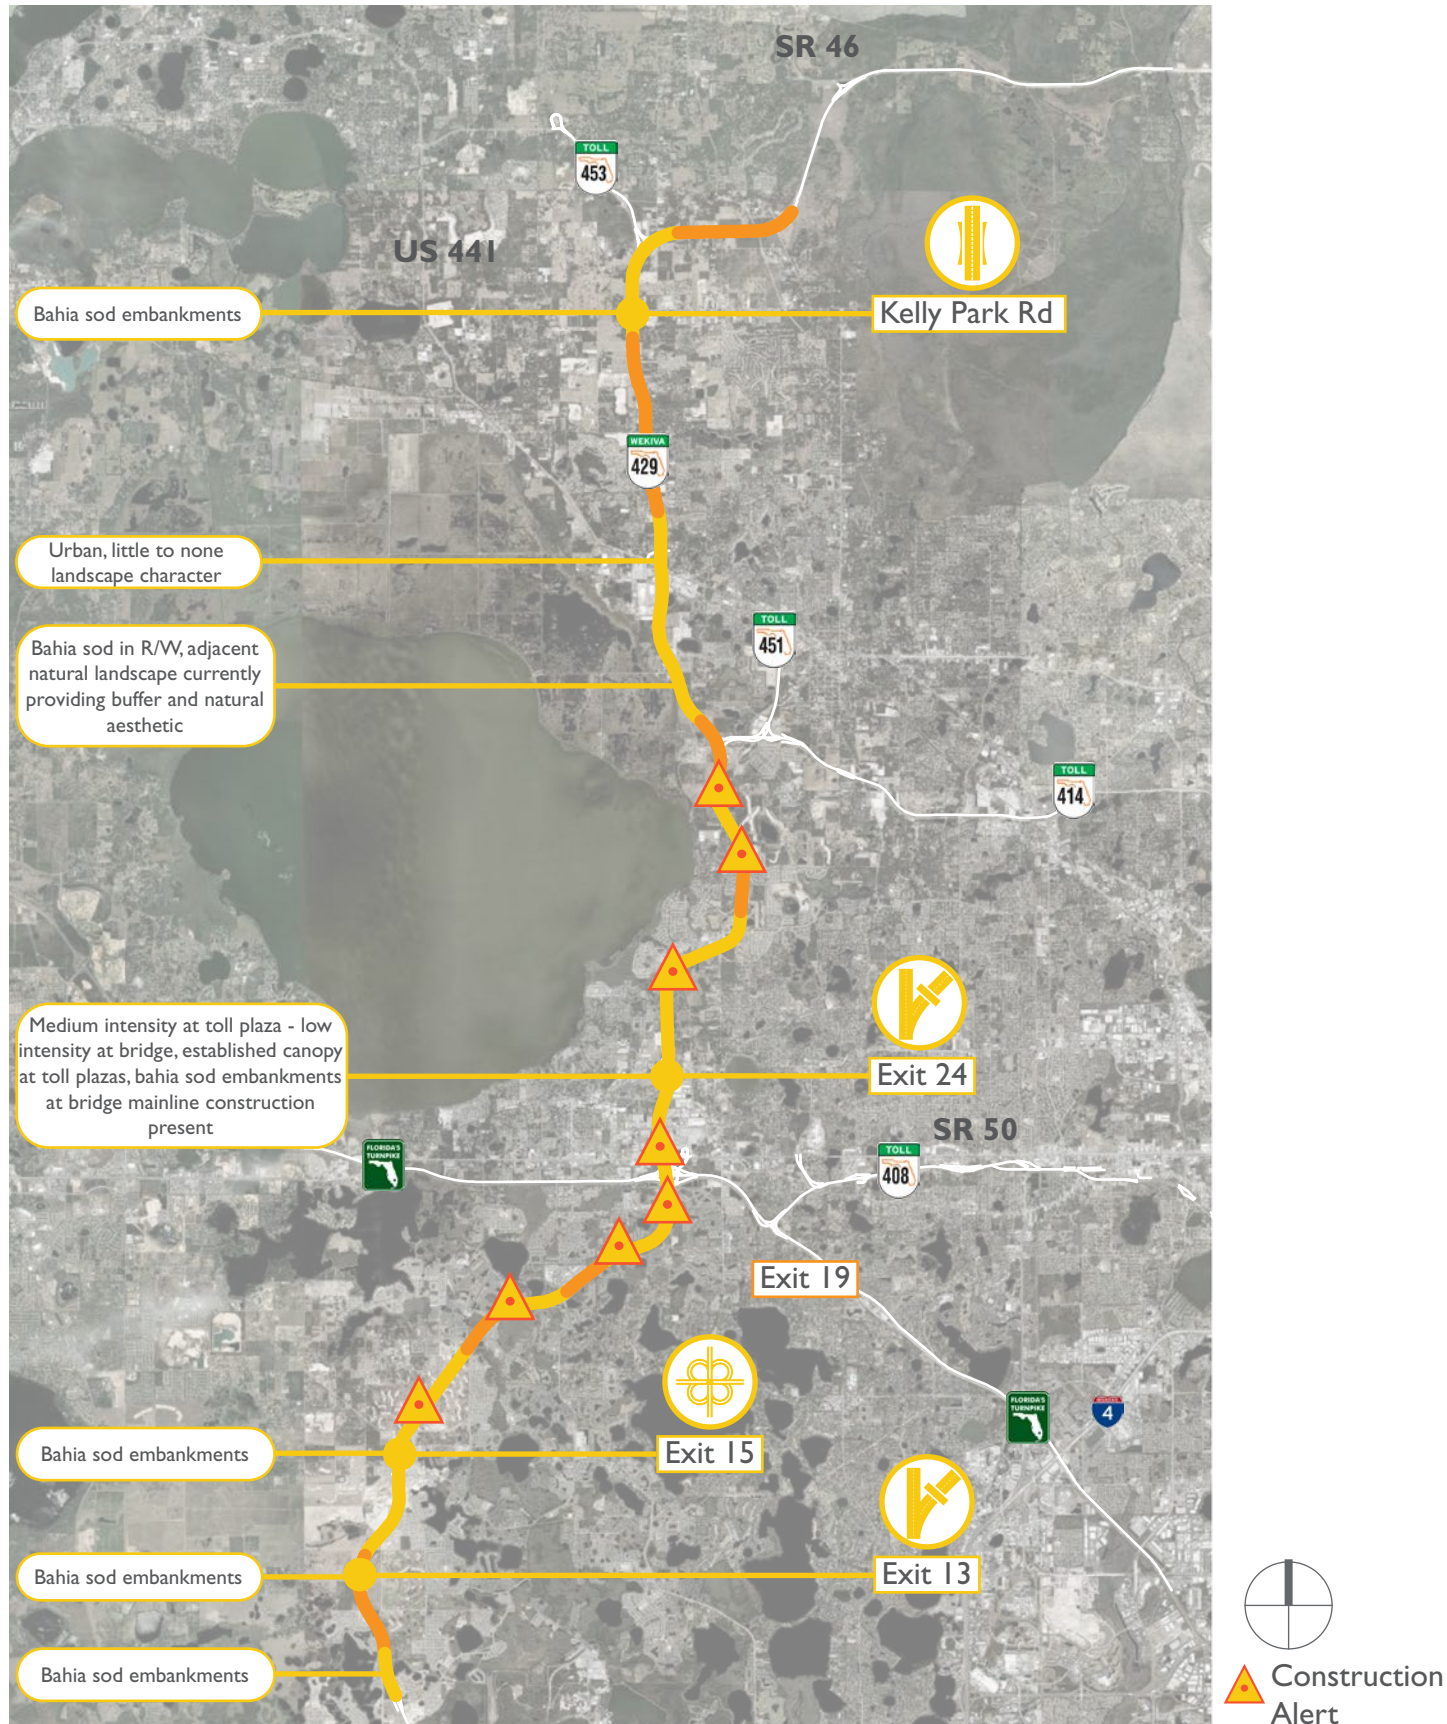 SR 46
TOLL
453
US 441
Bahia sod embankments
Kelly Park Rd
WEKIVA
429
Urban, little to none
landscape character
TOLL
451
Bahia sod in R/W, adjacent
natural landscape currently
providing buffer and natural
aesthetic
TOLL
414
Medium intensity at toll plaza - low
intensity at bridge, established canopy
at toll plazas, bahia sod embankments
at bridge mainline construction
present
Exit 24
SR 50
FLORIDA'S
TURNPIKE
TOLL
408
Exit 19
FLORIDA'S
TURNPIKE
4
Bahia sod embankments
Exit 15
Bahia sod embankments
Exit 13
Bahia sod embankments
Construction
Alert